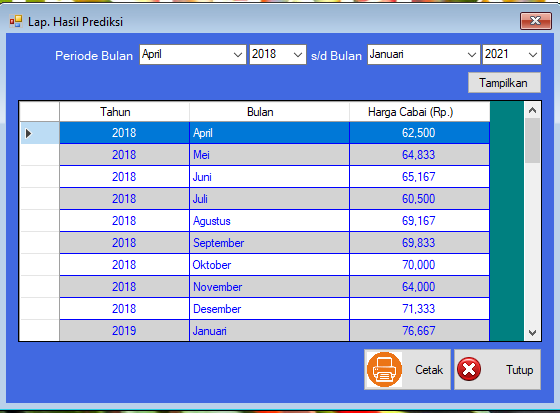 Lap. Hasil Prediksi
Periode Bulan April 2018 s/d Bulan Januari 2021
Tampilkan
Tahun Bulan Harga Cabai (Rp.)
2018 April 62,500
2018 Mei 64,833
2018 Juni 65,167
2018 Juli 60,500
2018 Agustus 69,167
2018 September 69,833
2018 Oktober 70,000
2018 November 64,000
2018 Desember 71,333
2019 Januari 76,667
Cetak Tutup